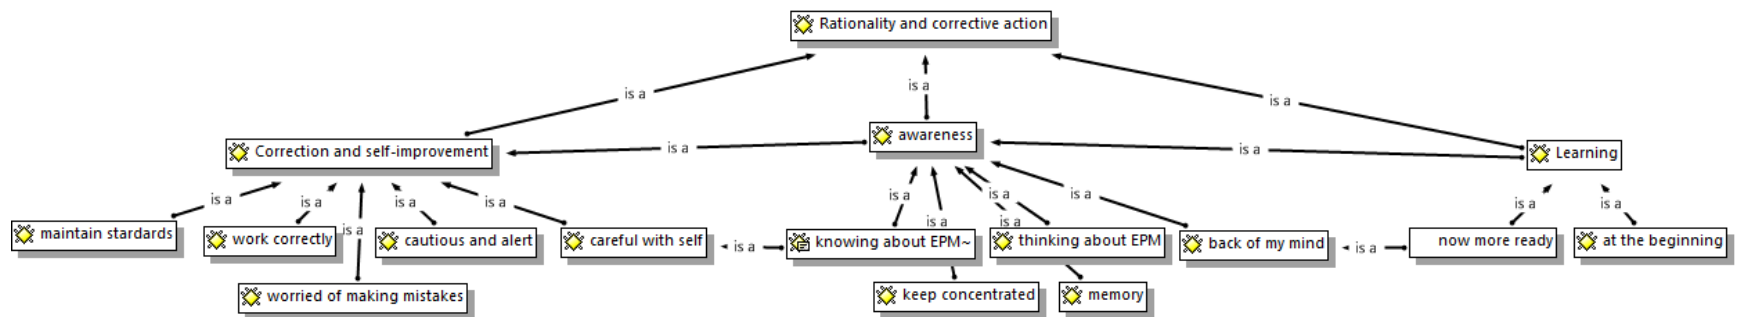 Rationality and corrective action
is a
is a
is a
Correction and self-improvement
is a
awareness
is a
Learning
is a
is a
is a
is a
is a
is a
is a
is a
is a
is a
is a
is a
maintain stardards
work correctly
cautious and alert
careful with self
is a
knowing about EPM~
thinking about EPM
back of my mind
is a
now more ready
at the beginning
worried of making mistakes
keep concentrated
memory